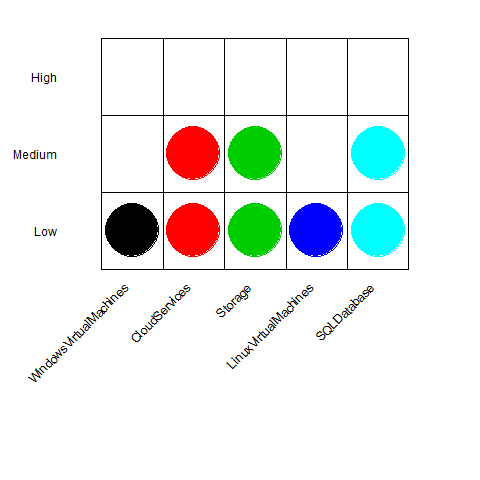 High
Medium
Low
WindowsVirtualMachines
CloudServices
Storage
LinuxVirtualMachines
SQLDatabase